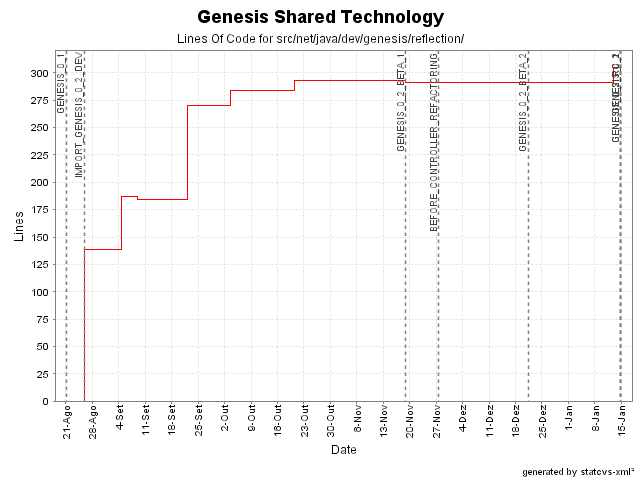 Genesis Shared Technology
Lines Of Code for src/net/java/dev/genesis/reflection/
Lines
300
275
250
225
200
175
150
125
100
75
50
25
0
GENESIS_0_1
IMPORT_GENESIS_0_2_DEV
GENESIS_0_2_BETA_1
BEFORE_CONTROLLER_REFACTORING
GENESIS_0_2_BETA_2
21-Ago
28-Ago
4-Set
11-Set
18-Set
25-Set
2-Out
9-Out
16-Out
23-Out
30-Out
6-Nov
13-Nov
20-Nov
27-Nov
4-Dez
11-Dez
18-Dez
25-Dez
1-Jan
8-Jan
15-Jan
Date
generated by statcvs-xml²